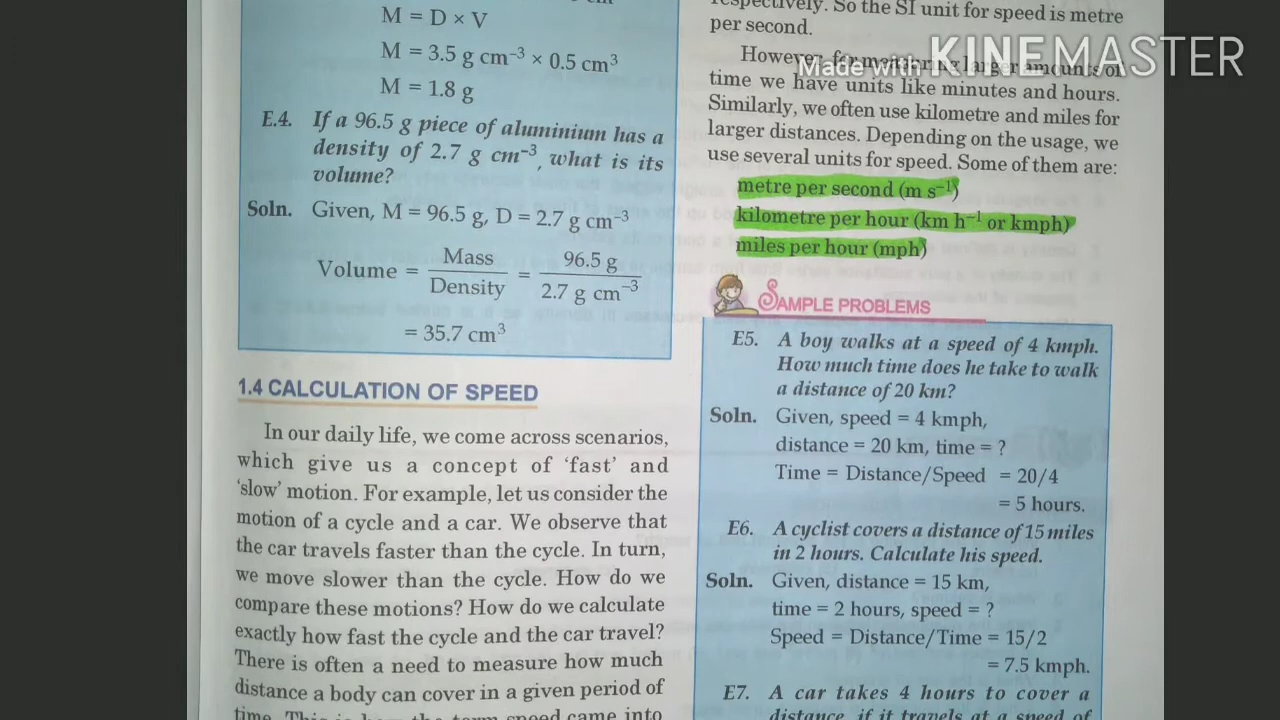 M = D × V
M = 3.5 g cm⁻³ × 0.5 cm³
M = 1.8 g
E.4. If a 96.5 g piece of aluminium has a
density of 2.7 g cm⁻³, what is its
volume?
Soln. Given, M = 96.5 g, D = 2.7 g cm⁻³
Volume = Mass/Density = 96.5 g/2.7 g cm⁻³
= 35.7 cm³
1.4 CALCULATION OF SPEED
In our daily life, we come across scenarios,
which give us a concept of ‘fast’ and
‘slow’ motion. For example, let us consider the
motion of a cycle and a car. We observe that
the car travels faster than the cycle. In turn,
we move slower than the cycle. How do we
compare these motions? How do we calculate
exactly how fast the cycle and the car travel?
There is often a need to measure how much
distance a body can cover in a given period of
time. This is how the term speed came into
respectively. So the SI unit for speed is metre
per second.
However, for measuring larger amounts of
time we have units like minutes and hours.
Similarly, we often use kilometre and miles for
larger distances. Depending on the usage, we
use several units for speed. Some of them are:
metre per second (m s⁻¹)
kilometre per hour (km h⁻¹ or kmph)
miles per hour (mph)
SAMPLE PROBLEMS
E5. A boy walks at a speed of 4 kmph.
How much time does he take to walk
a distance of 20 km?
Soln. Given, speed = 4 kmph,
distance = 20 km, time = ?
Time = Distance/Speed = 20/4
= 5 hours.
E6. A cyclist covers a distance of 15 miles
in 2 hours. Calculate his speed.
Soln. Given, distance = 15 km,
time = 2 hours, speed = ?
Speed = Distance/Time = 15/2
= 7.5 kmph.
E7. A car takes 4 hours to cover a
distance, if it travels at a speed of
Made with KINEMASTER